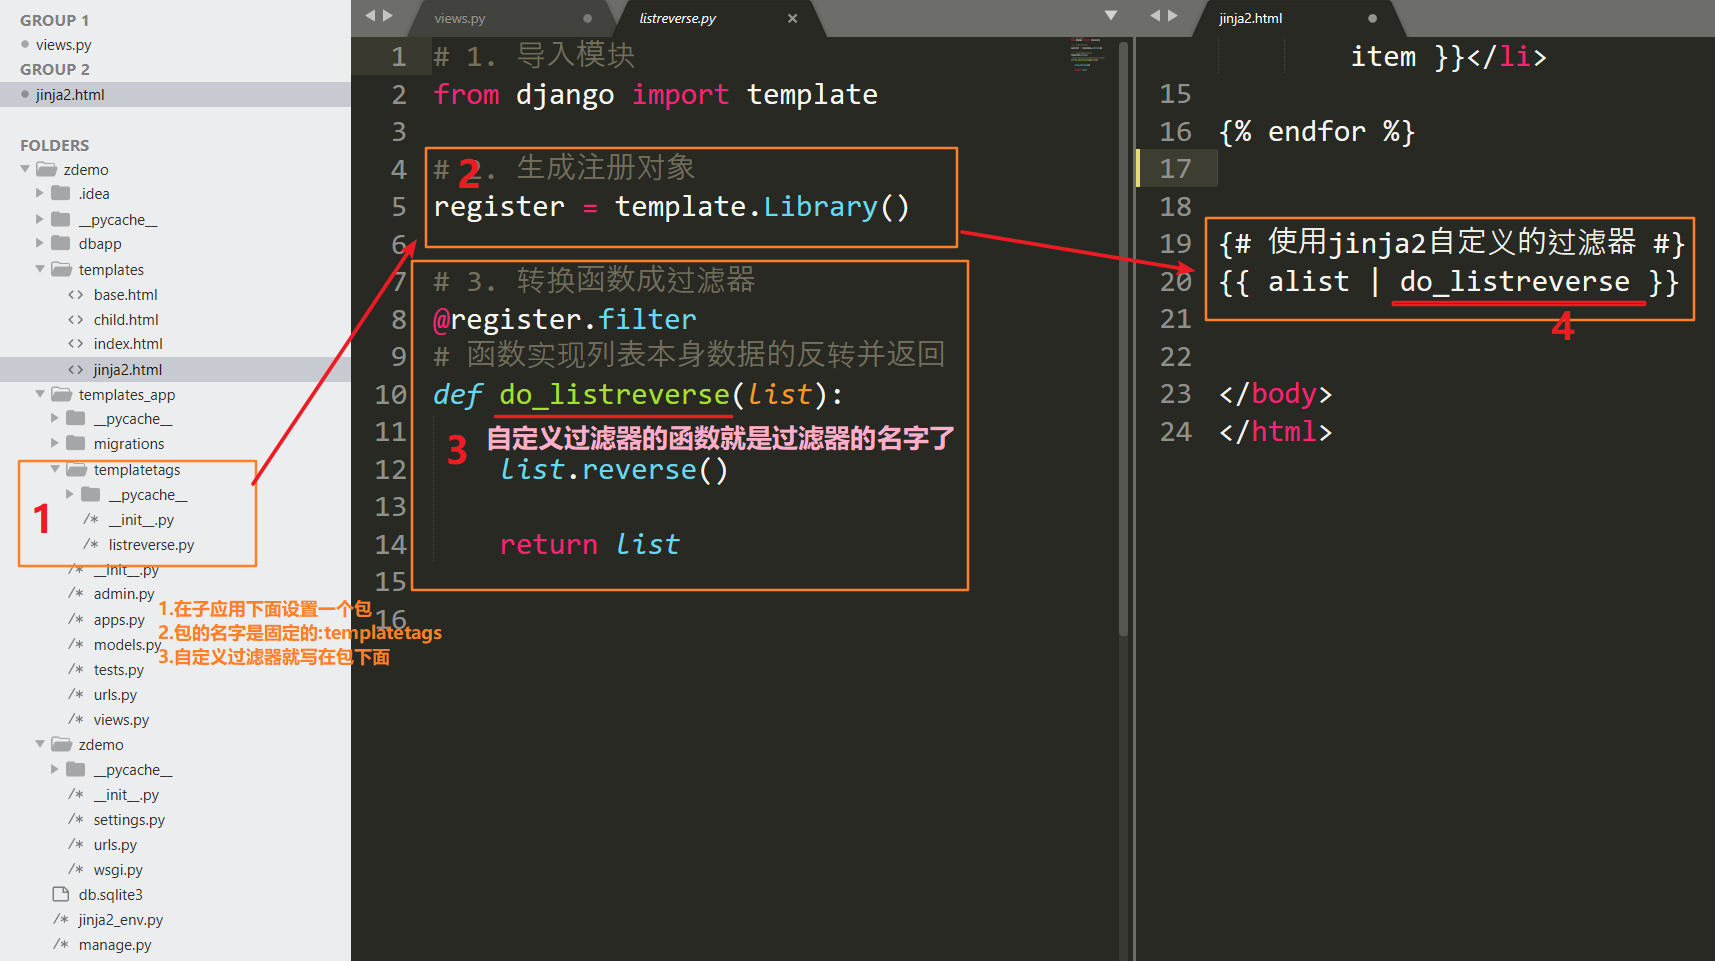 GROUP 1
views.py
GROUP 2
jinja2.html
FOLDERS
zdemo
.idea
__pycache__
dbapp
templates
base.html
child.html
index.html
jinja2.html
templates_app
__pycache__
migrations
templatetags
__pycache__
/* __init__.py
/* listreverse.py
1
/* __init__.py
/* admin.py
/* apps.py
/* models.py
/* tests.py
/* urls.py
/* views.py
1.在子应用下面设置一个包
2.包的名字是固定的:templatetags
3.自定义过滤器就写在包下面
zdemo
__pycache__
/* __init__.py
/* settings.py
/* urls.py
/* wsgi.py
db.sqlite3
/* jinja2_env.py
/* manage.py
views.py
listreverse.py
1 # 1. 导入模块
2 from django import template
3
4 # 2. 生成注册对象
2
5 register = template.Library()
6
7 # 3. 转换函数成过滤器
8 @register.filter
9 # 函数实现列表本身数据的反转并返回
10 def do_listreverse(list):
11
3 自定义过滤器的函数就是过滤器的名字了
12 list.reverse()
13
14 return list
15
16
jinja2.html
item }}</li>
15
16 {% endfor %}
17
18
19 {# 使用jinja2自定义的过滤器 #}
20 {{ alist | do_listreverse }}
4
21
22
23 </body>
24 </html>